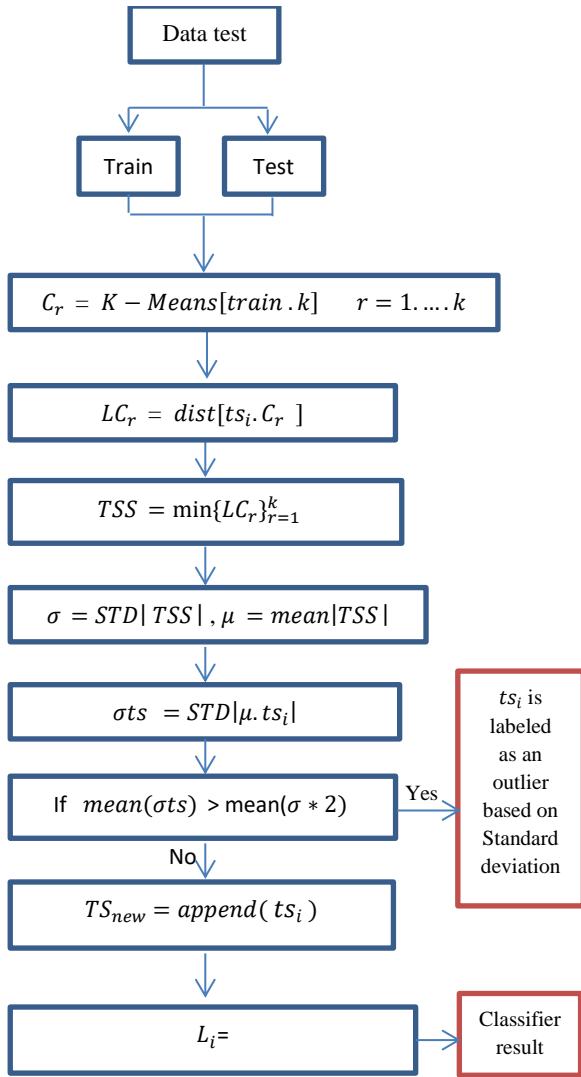 Data test
Train
Test
C_r = K − Means[train . k]   r = 1. … . k
LC_r = dist[ts_i. C_r ]
TSS = min{LC_r}_{r=1}^k
σ = STD| TSS| , μ = mean|TSS|
σts = STD|μ. ts_i|
If mean(σts) > mean(σ ∗ 2)
Yes
ts_i is
labeled
as an
outlier
based on
Standard
deviation
No
TS_new = append( ts_i)
L_i=
Classifier
result